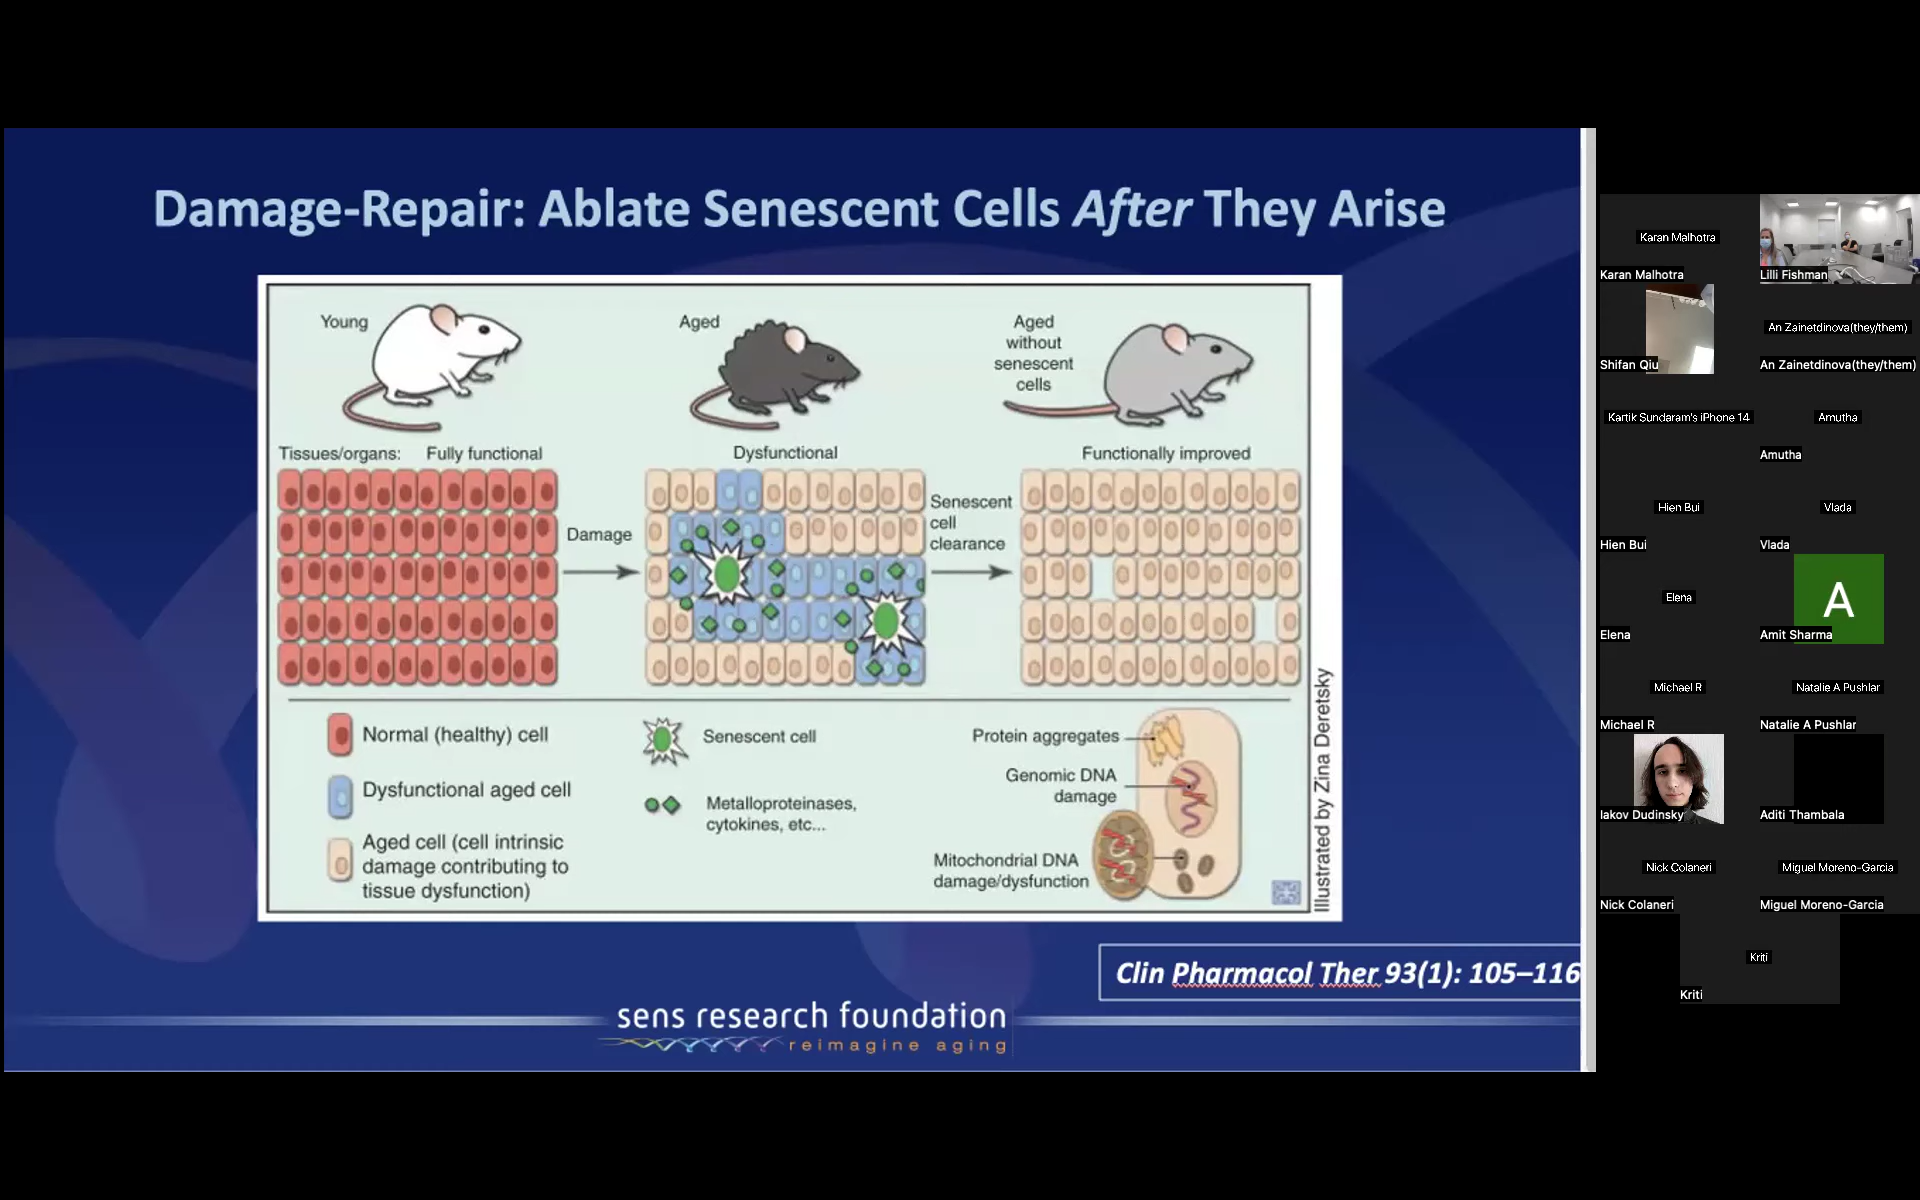 Damage-Repair: Ablate Senescent Cells After They Arise
Young
Aged
Aged
without
senescent
cells
Tissues/organs: Fully functional
Dysfunctional
Functionally improved
Damage
Senescent
cell
clearance
Normal (healthy) cell
Dysfunctional aged cell
Aged cell (cell intrinsic
damage contributing to
tissue dysfunction)
Senescent cell
Metalloproteinases,
cytokines, etc...
Protein aggregates
Genomic DNA
damage
Mitochondrial DNA
damage/dysfunction
Illustrated by Zina Deretsky
Clin Pharmacol Ther 93(1): 105–116
sens research foundation
reimagine aging
Karan Malhotra
Karan Malhotra
Lilli Fishman
Shifan Qiu
An Zainetdinova(they/them)
An Zainetdinova(they/them)
Kartik Sundaram's iPhone 14
Amutha
Amutha
Hien Bui
Hien Bui
Vlada
Vlada
Elena
Elena
A
Amit Sharma
Michael R
Michael R
Natalie A Pushlar
Natalie A Pushlar
Iakov Dudinsky
Aditi Thambala
Nick Colaneri
Nick Colaneri
Miguel Moreno-Garcia
Miguel Moreno-Garcia
Kriti
Kriti